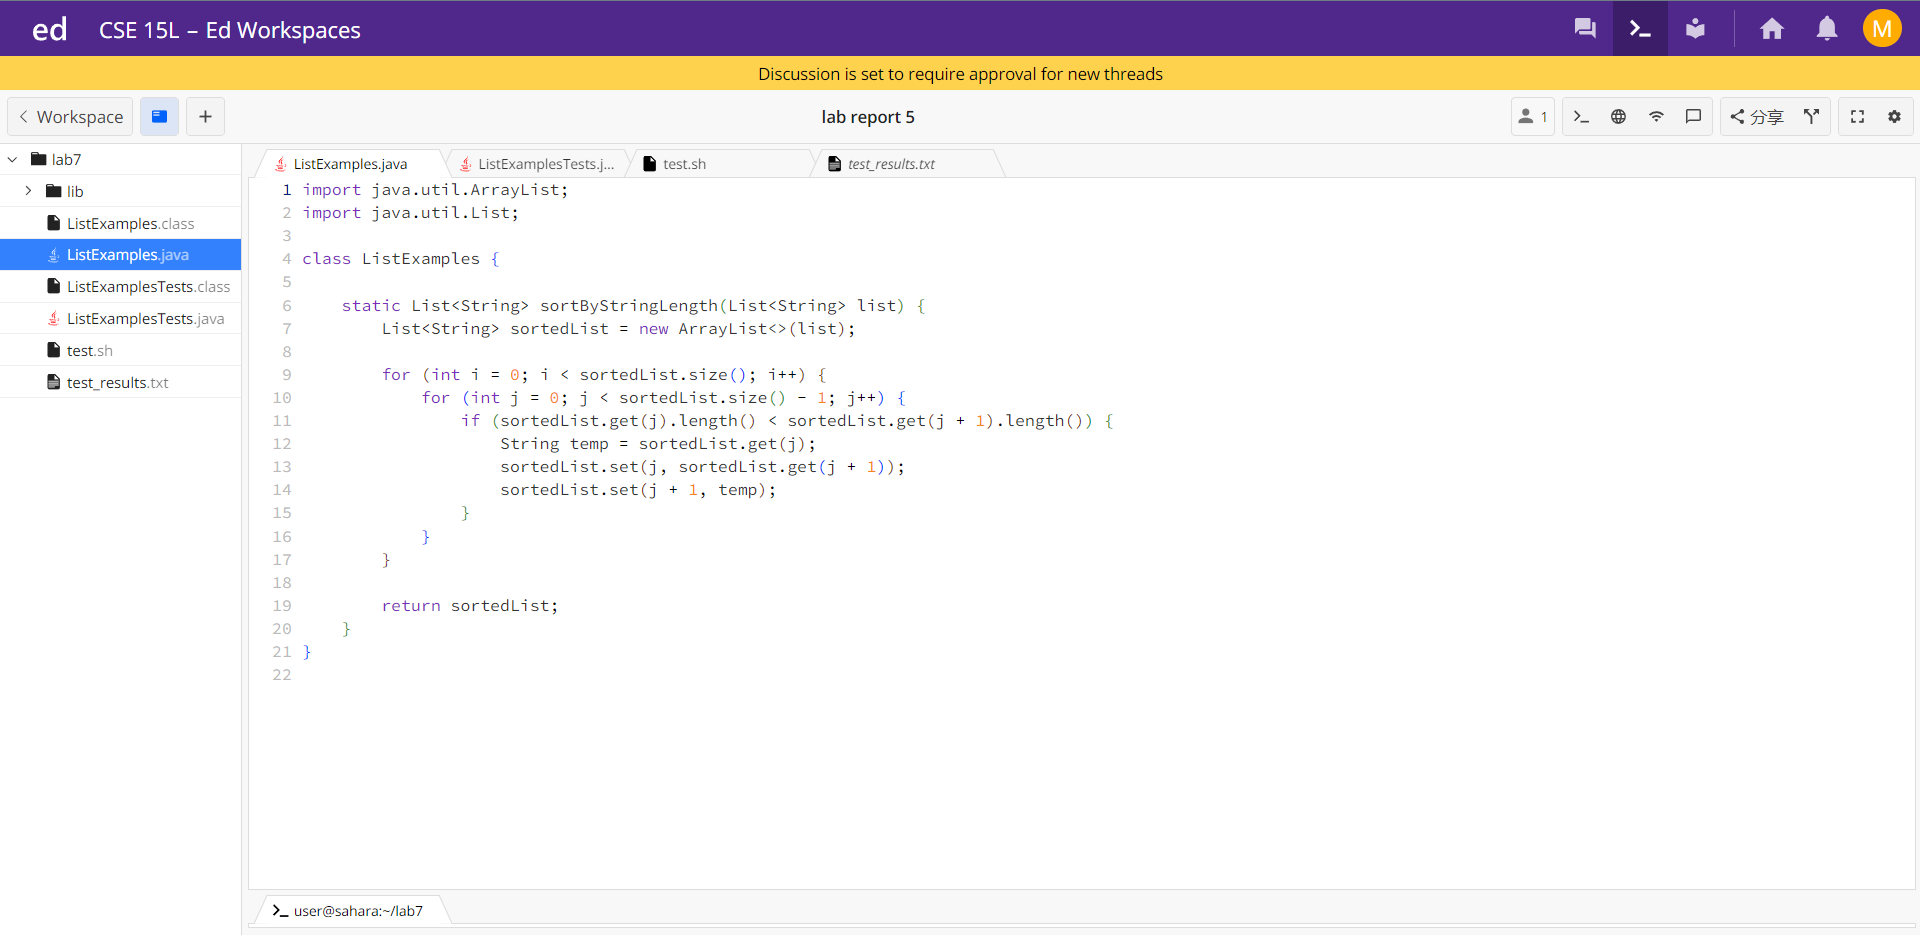 ed CSE 15L – Ed Workspaces M
Discussion is set to require approval for new threads
Workspace + lab report 5 1 分享
lab7
lib
ListExamples.class
ListExamples.java
ListExamplesTests.class
ListExamplesTests.java
test.sh
test_results.txt
ListExamples.java ListExamplesTests.j... test.sh test_results.txt
1 import java.util.ArrayList;
2 import java.util.List;
3
4 class ListExamples {
5
6     static List<String> sortByStringLength(List<String> list) {
7         List<String> sortedList = new ArrayList<>(list);
8
9         for (int i = 0; i < sortedList.size(); i++) {
10             for (int j = 0; j < sortedList.size() - 1; j++) {
11                 if (sortedList.get(j).length() < sortedList.get(j + 1).length()) {
12                     String temp = sortedList.get(j);
13                     sortedList.set(j, sortedList.get(j + 1));
14                     sortedList.set(j + 1, temp);
15                 }
16             }
17         }
18
19         return sortedList;
20     }
21 }
22
user@sahara:~/lab7